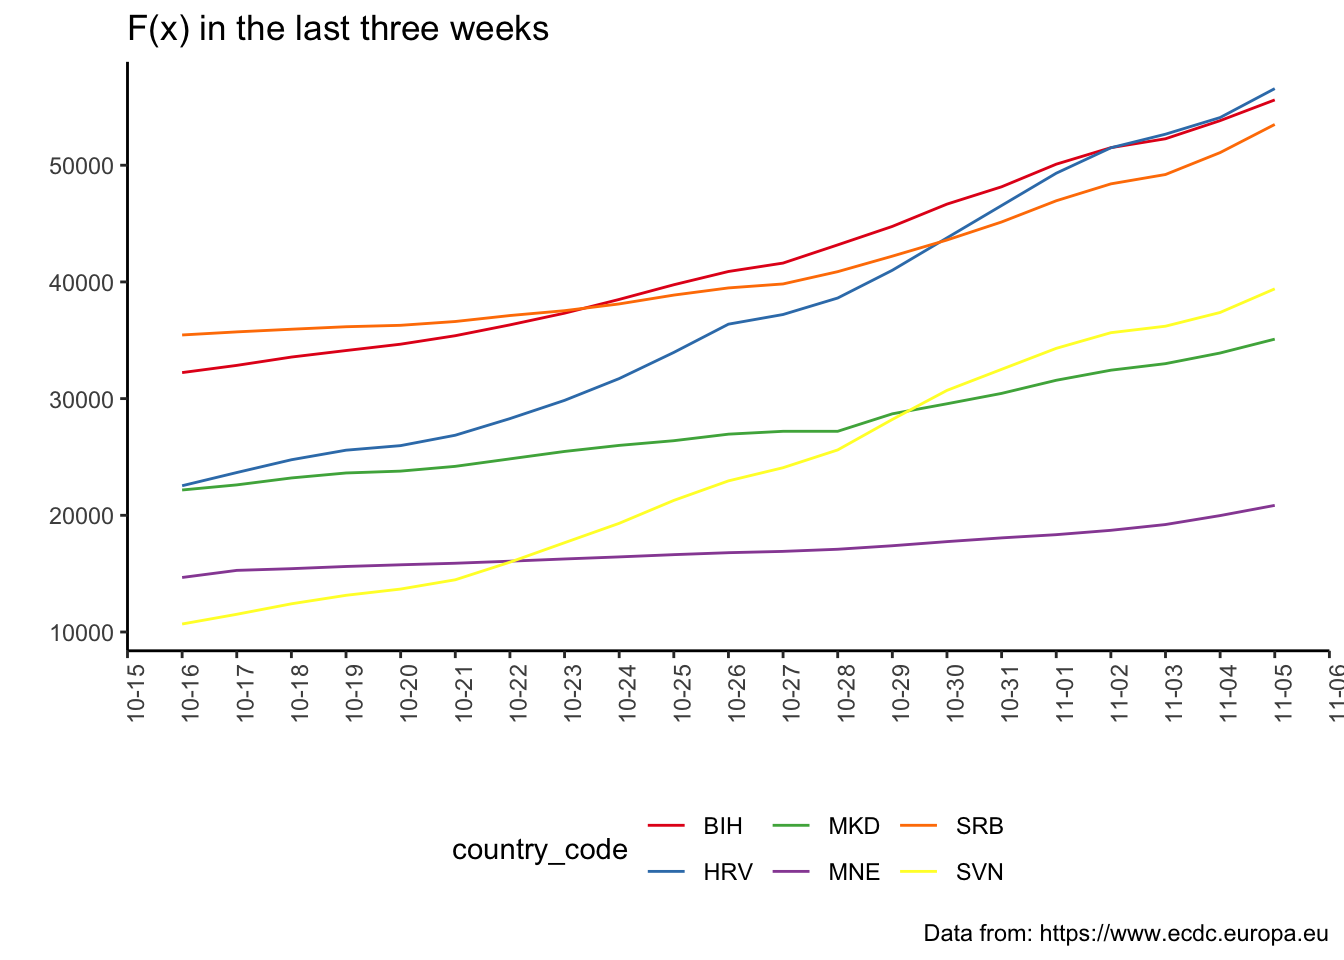 F(x) in the last three weeks
50000
40000
30000
20000
10000
10-15 10-16 10-17 10-18 10-19 10-20 10-21 10-22 10-23 10-24 10-25 10-26 10-27 10-28 10-29 10-30 10-31 11-01 11-02 11-03 11-04 11-05 11-06
country_code
BIH MKD SRB
HRV MNE SVN
Data from: https://www.ecdc.europa.eu